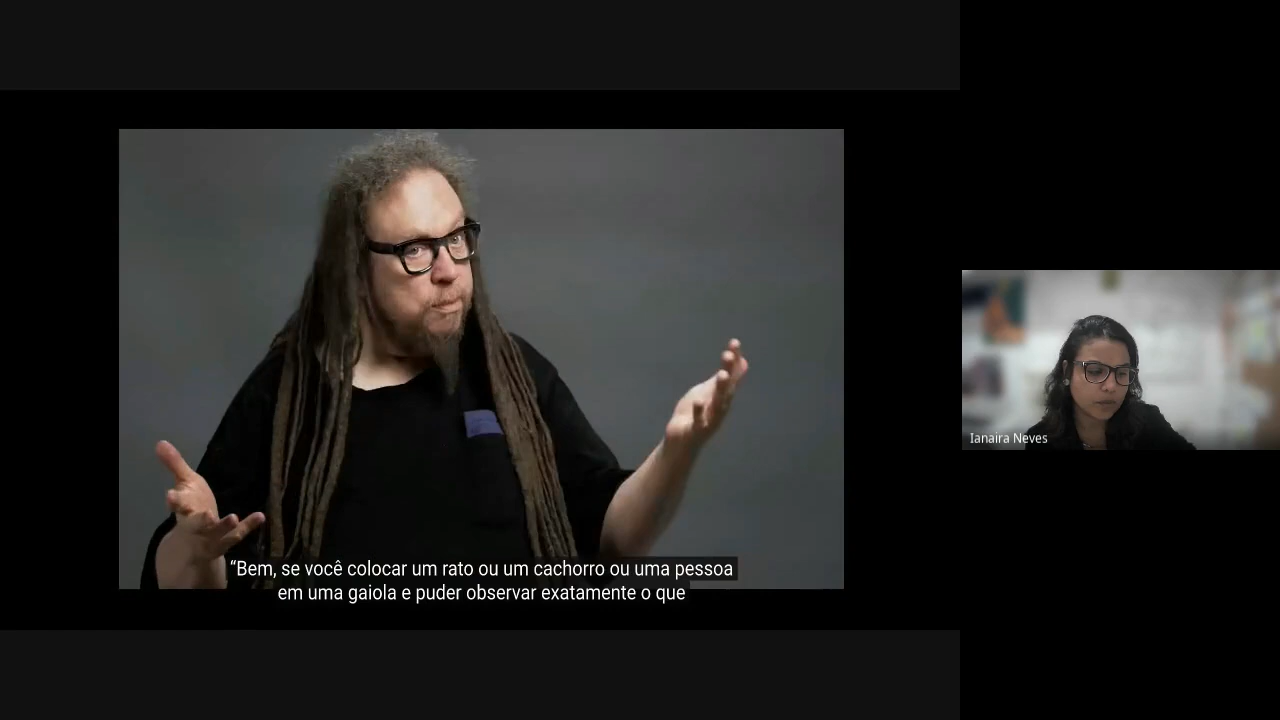 “Bem, se você colocar um rato ou um cachorro ou uma pessoa
em uma gaiola e puder observar exatamente o que
Ianaira Neves